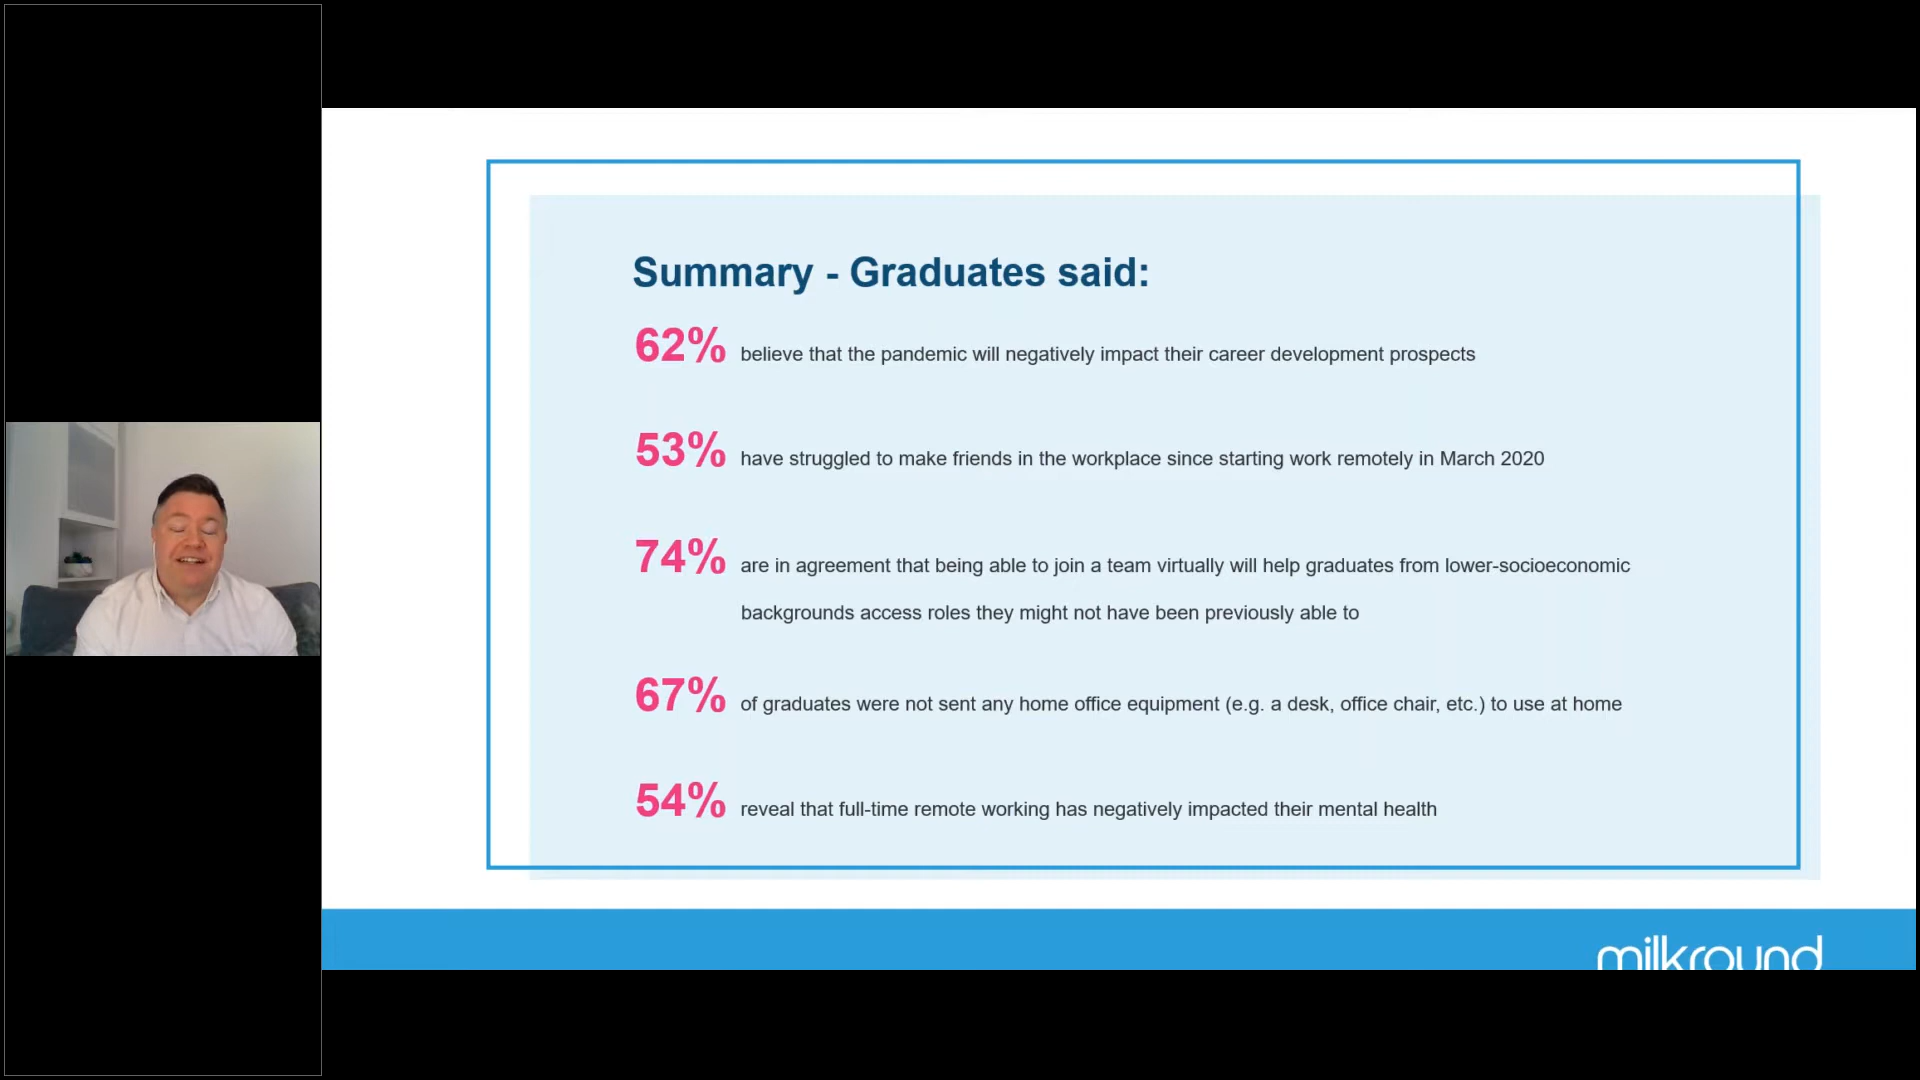 Summary - Graduates said:
62% believe that the pandemic will negatively impact their career development prospects
53% have struggled to make friends in the workplace since starting work remotely in March 2020
74% are in agreement that being able to join a team virtually will help graduates from lower-socioeconomic
backgrounds access roles they might not have been previously able to
67% of graduates were not sent any home office equipment (e.g. a desk, office chair, etc.) to use at home
54% reveal that full-time remote working has negatively impacted their mental health
milkround